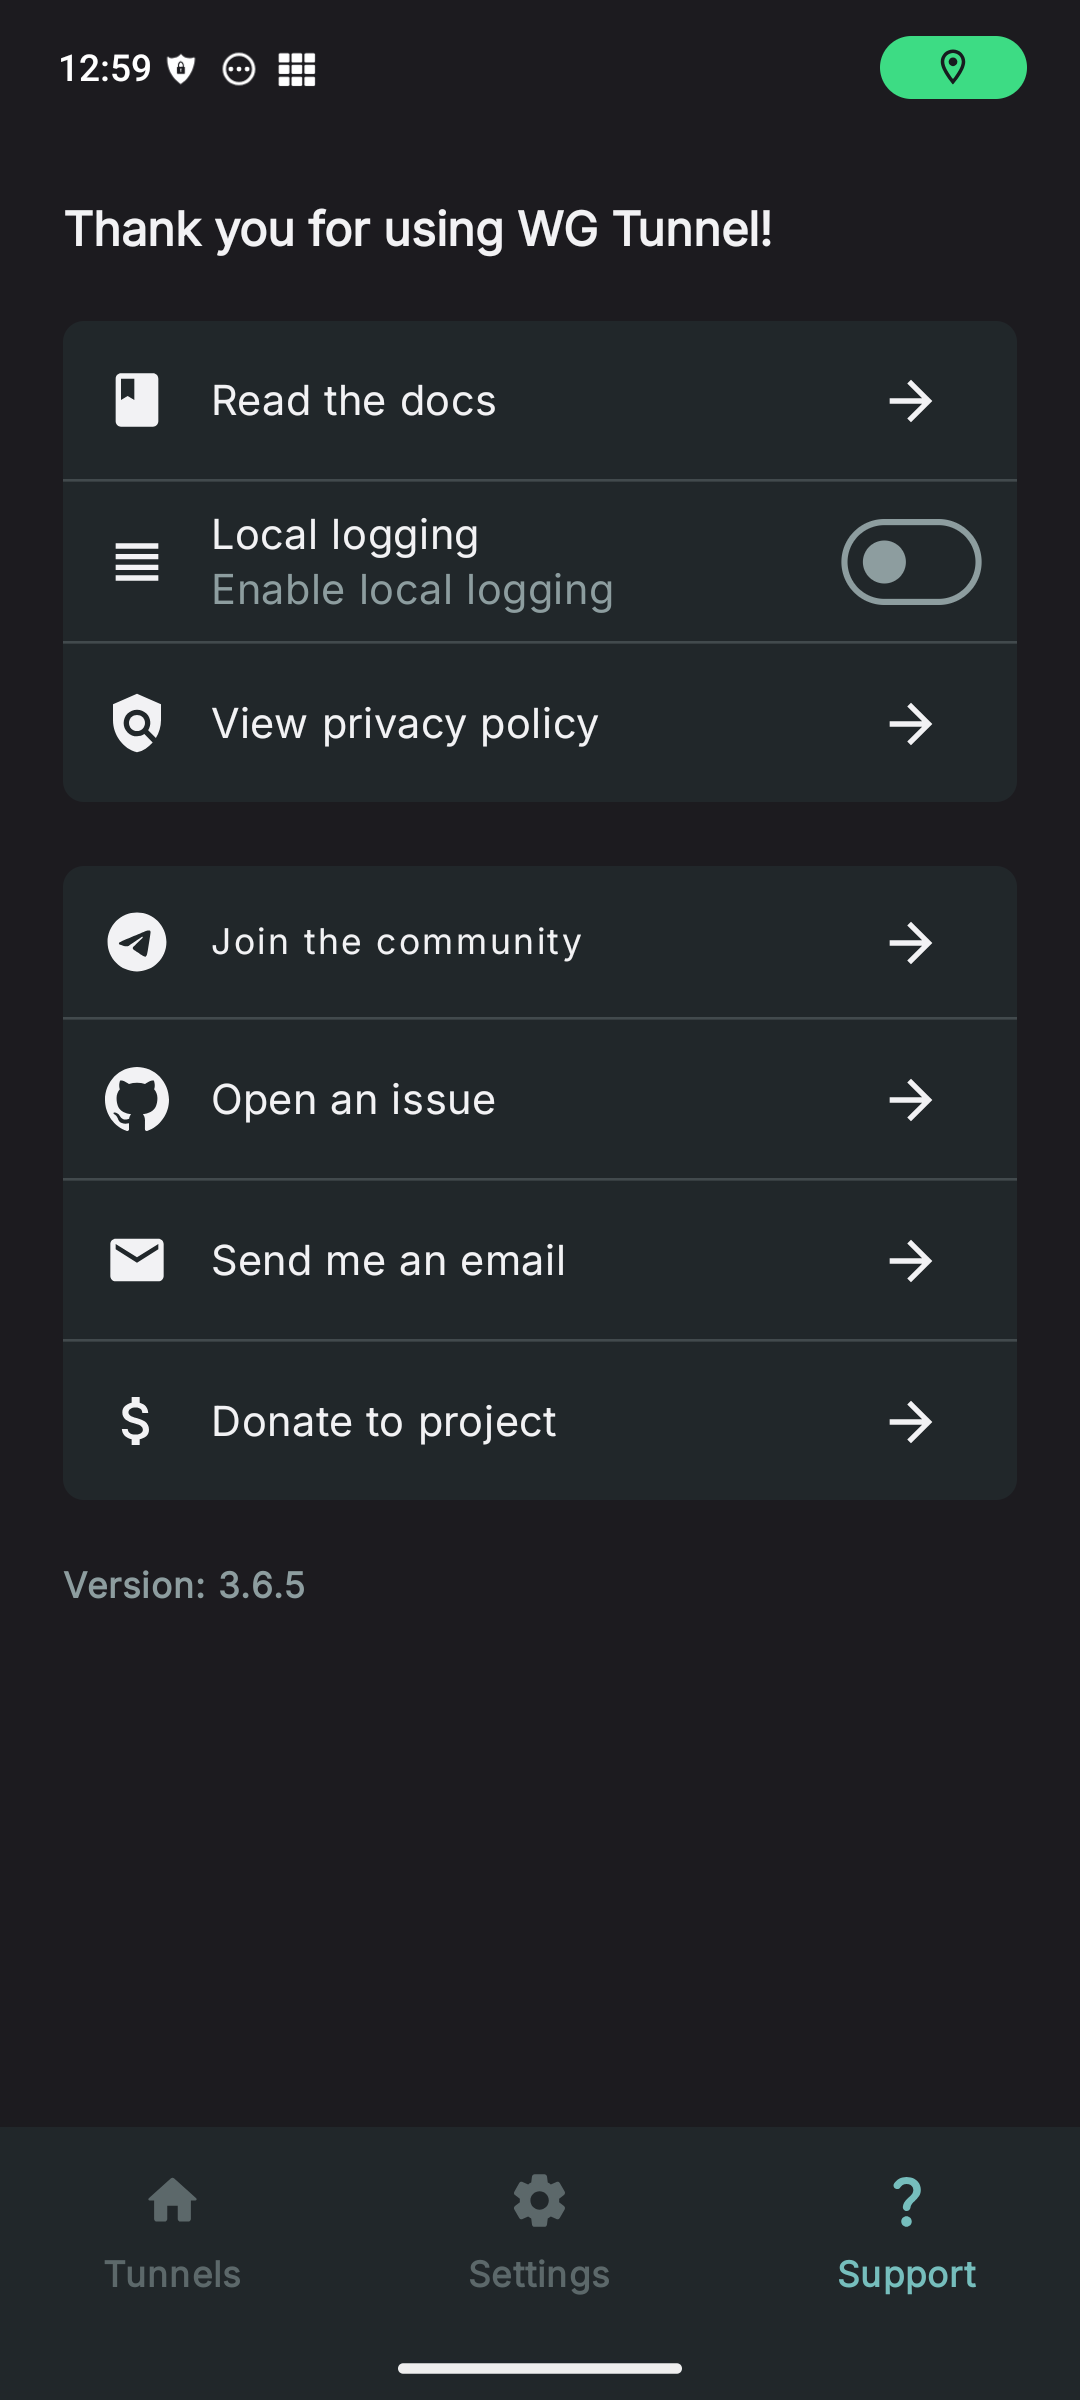 12:59
Thank you for using WG Tunnel!
Read the docs
Local logging
Enable local logging
View privacy policy
Join the community
Open an issue
Send me an email
Donate to project
Version: 3.6.5
Tunnels
Settings
Support